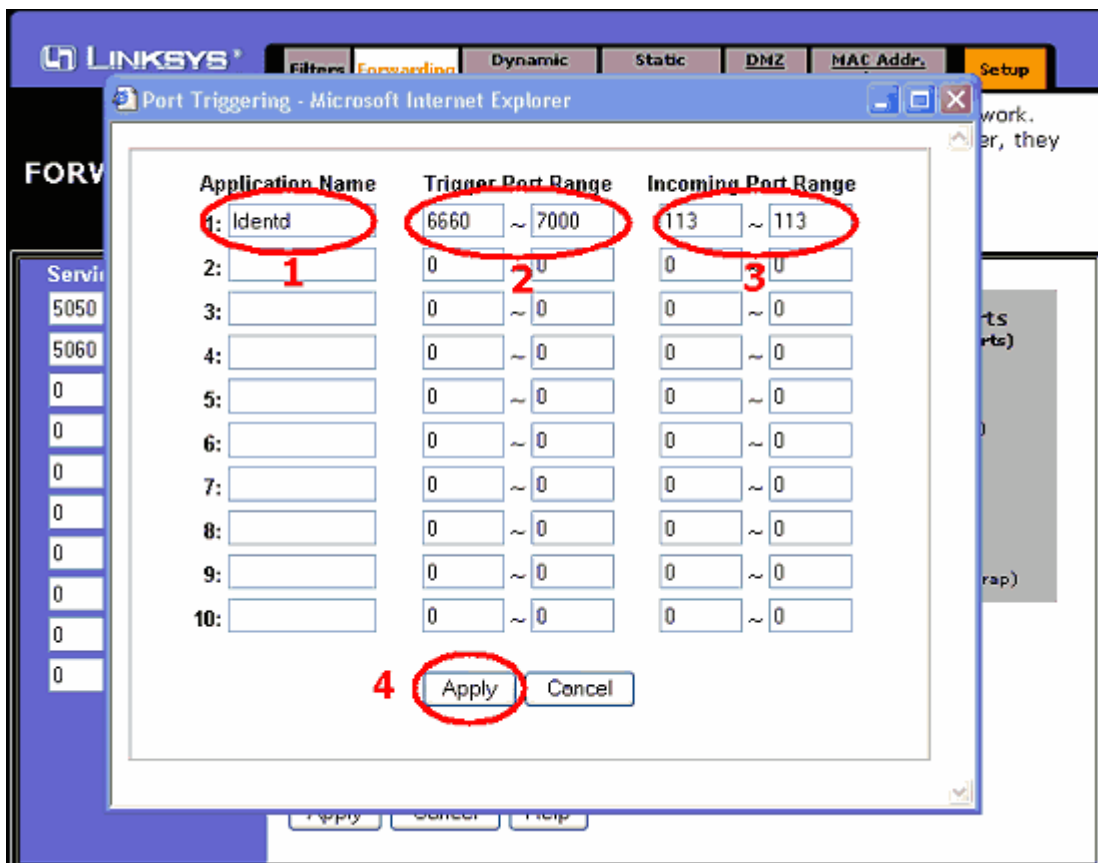 LINKSYS®
Filters Forwarding Dynamic Static DMZ MAC Addr. Setup
Port Triggering - Microsoft Internet Explorer
work.
er, they
FORW
Application Name Trigger Port Range Incoming Port Range
1: Identd 6660 ~ 7000 113 ~ 113
1 2 3
2: 0 ~ 0 0 ~ 0
3: 0 ~ 0 0 ~ 0
4: 0 ~ 0 0 ~ 0
5: 0 ~ 0 0 ~ 0
6: 0 ~ 0 0 ~ 0
7: 0 ~ 0 0 ~ 0
8: 0 ~ 0 0 ~ 0
9: 0 ~ 0 0 ~ 0
10: 0 ~ 0 0 ~ 0
4 Apply Cancel
Servi
5050
5060
0
0
0
0
0
0
0
0
rts
rts)
)
rap)
Apply Cancel Help